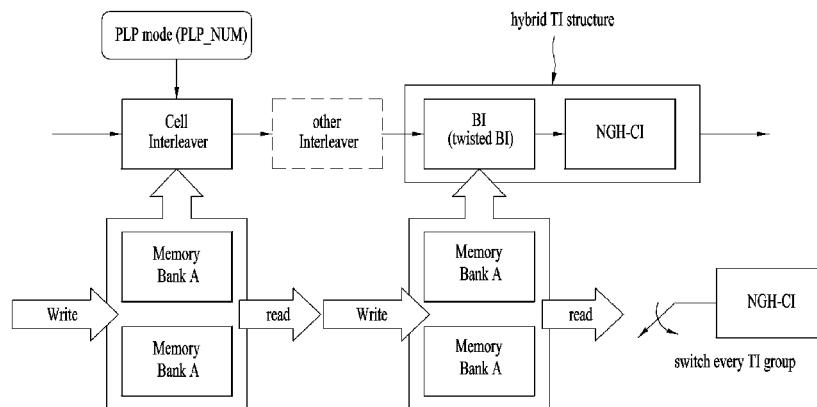 hybrid TI structure
PLP mode (PLP_NUM)
Cell
Interleaver
other
Interleaver
BI
(twisted BI)
NGH-CI
Memory
Bank A
Memory
Bank A
Write
read
Write
read
NGH-CI
Memory
Bank A
Memory
Bank A
switch every TI group